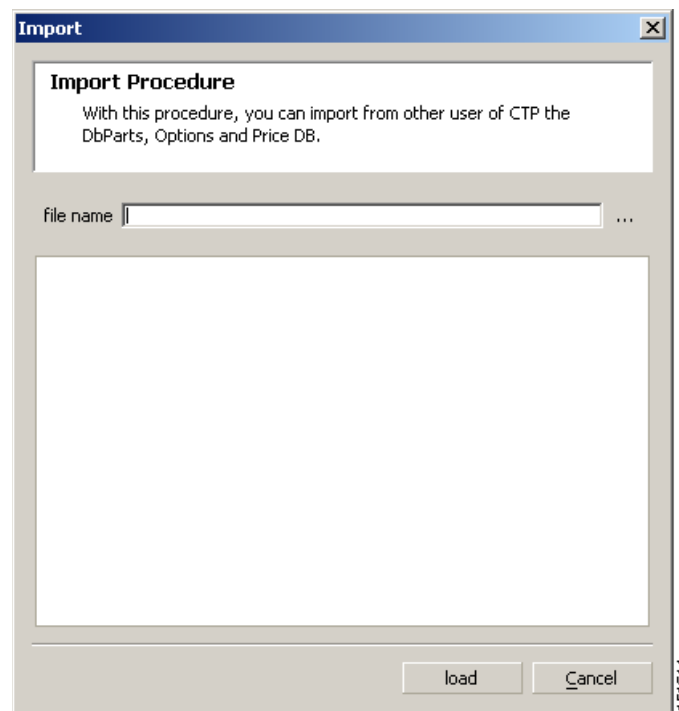 Import
Import Procedure
With this procedure, you can import from other user of CTP the
DbParts, Options and Price DB.
file name
...
load
Cancel